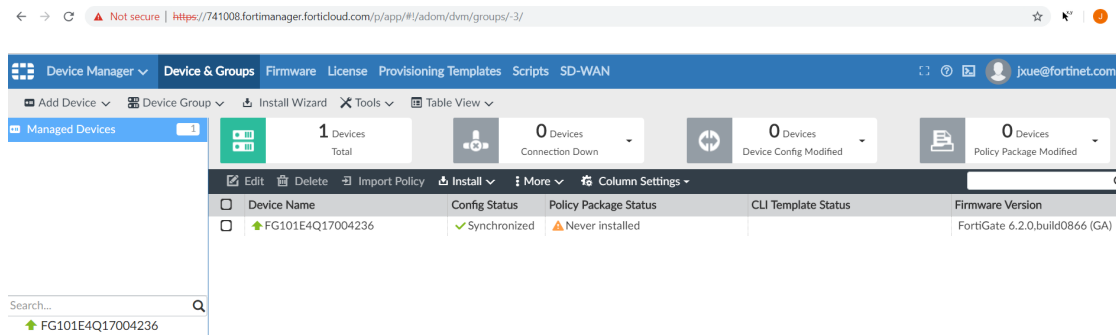 Not secure | https://741008.fortimanager.forticloud.com/p/app/#!/adom/dvm/groups/-3/
J
Device Manager Device & Groups Firmware License Provisioning Templates Scripts SD-WAN jxue@fortinet.com
Add Device Device Group Install Wizard Tools Table View
Managed Devices 1
1 Devices
Total
0 Devices
Connection Down
0 Devices
Device Config Modified
0 Devices
Policy Package Modified
Edit Delete Import Policy Install More Column Settings
Device Name Config Status Policy Package Status CLI Template Status Firmware Version
FG101E4Q17004236 Synchronized Never installed FortiGate 6.2.0,build0866 (GA)
Search...
FG101E4Q17004236